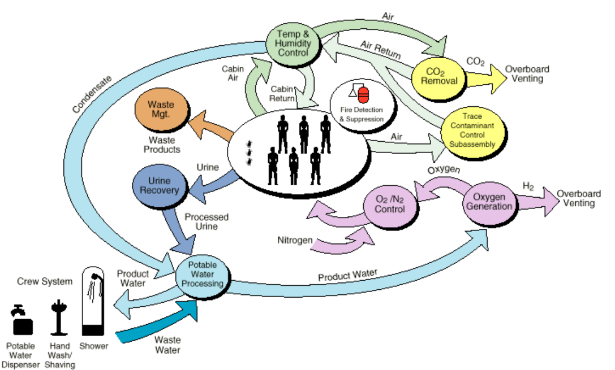 Air
Temp &
Humidity
Control
Air Return
CO2
Removal
CO2
Overboard
Venting
Condensate
Cabin
Air
Cabin
Return
Waste
Mgt.
Fire Detection
& Suppression
Trace
Contaminant
Control
Subassembly
Waste
Products
Air
Urine
Oxygen
Urine
Recovery
O2 /N2
Control
Oxygen
Generation
H2
Overboard
Venting
Processed
Urine
Nitrogen
Potable
Water
Processing
Product Water
Crew System
Product
Water
Waste
Water
Potable
Water
Dispenser
Hand
Wash/
Shaving
Shower